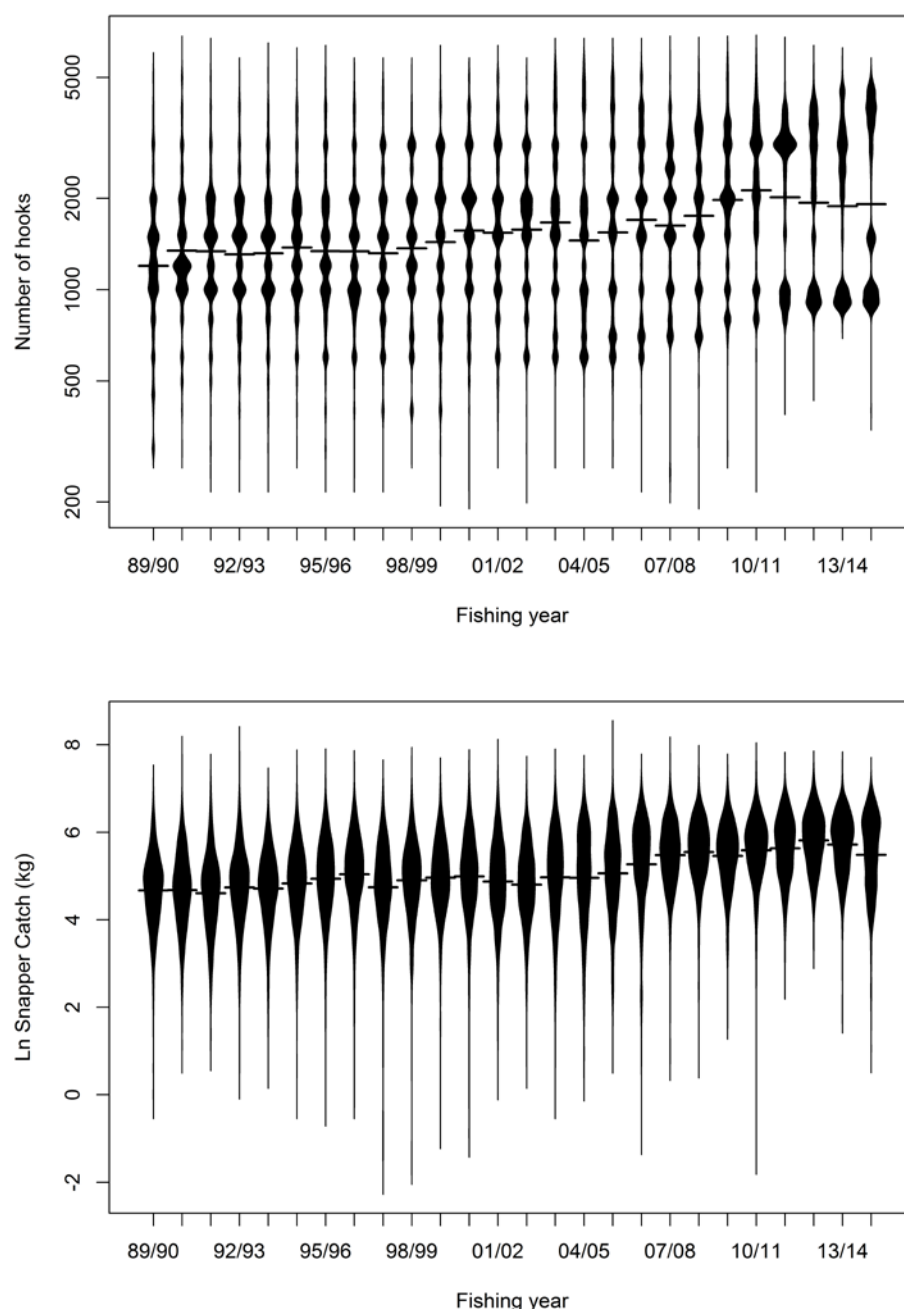 Number of hooks
5000
2000
1000
500
200
89/90 92/93 95/96 98/99 01/02 04/05 07/08 10/11 13/14
Fishing year
Ln Snapper Catch (kg)
8
6
4
2
0
-2
89/90 92/93 95/96 98/99 01/02 04/05 07/08 10/11 13/14
Fishing year